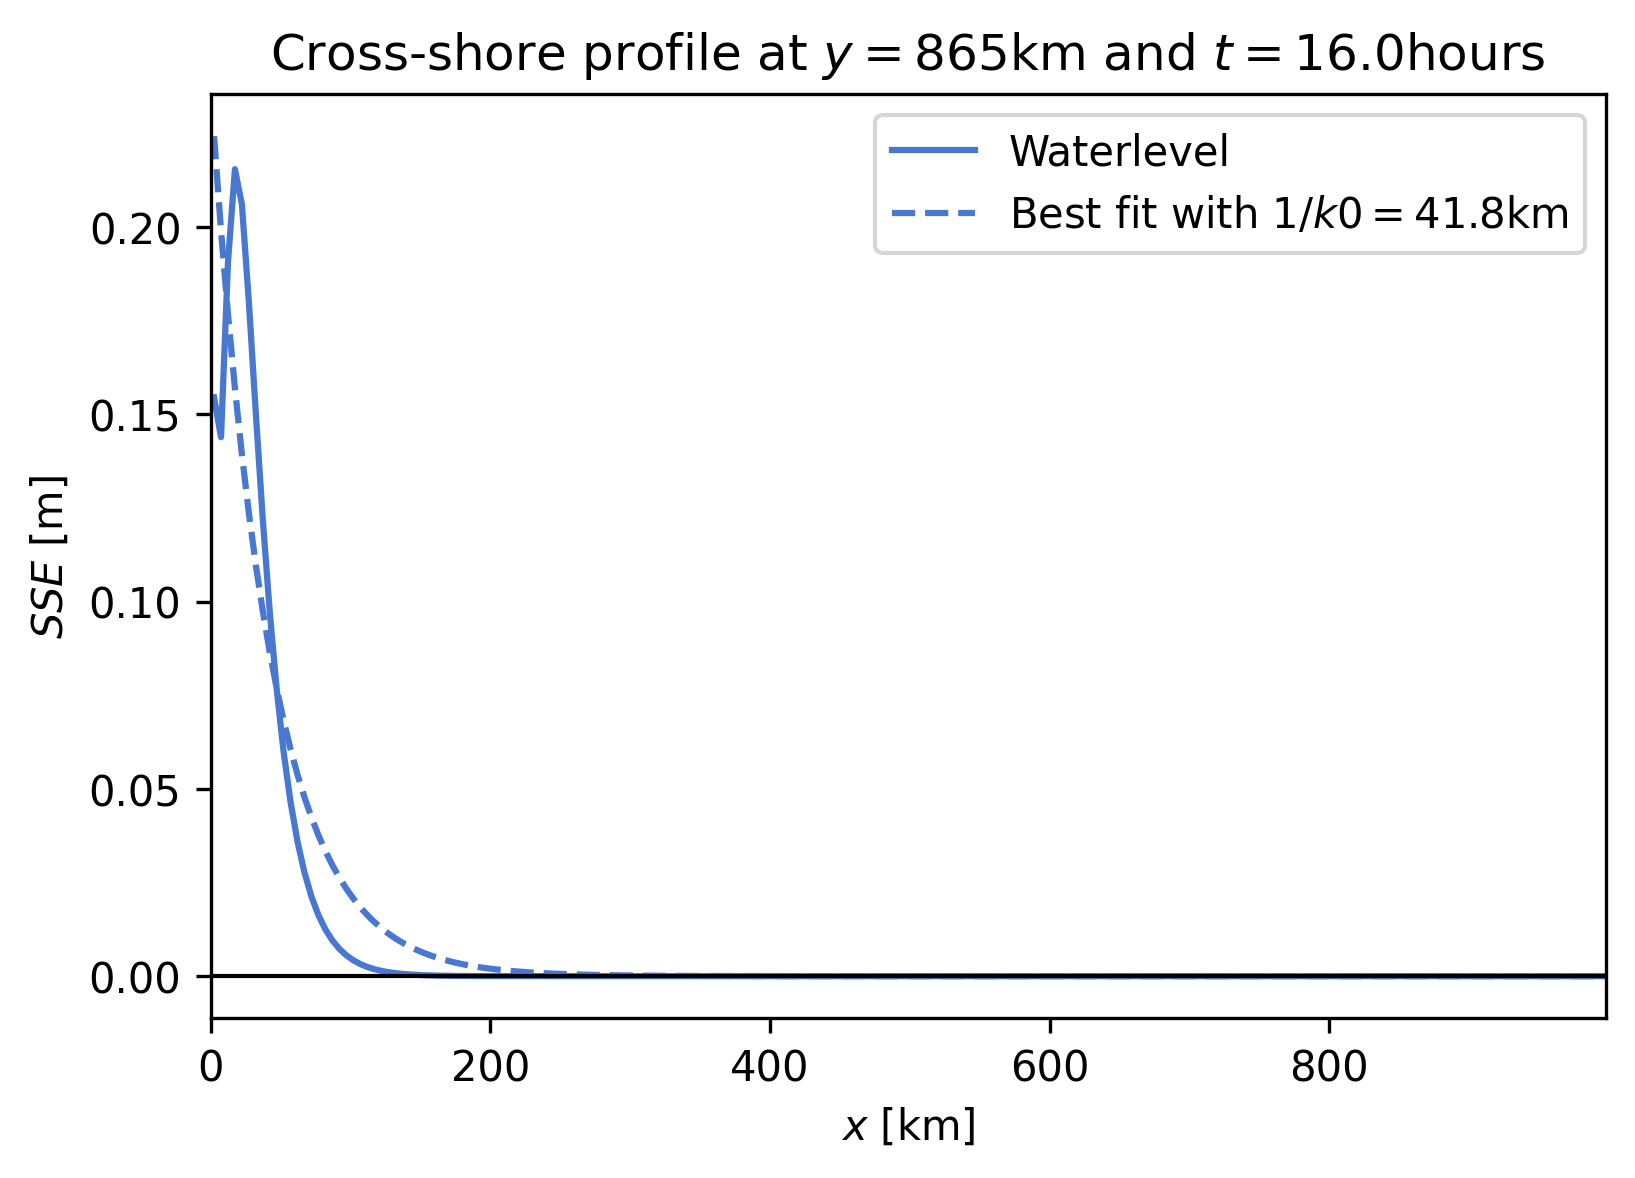 Cross-shore profile at y = 865km and t = 16.0hours
Waterlevel
Best fit with 1/k0 = 41.8km
SSE [m]
0.20
0.15
0.10
0.05
0.00
0 200 400 600 800
x [km]